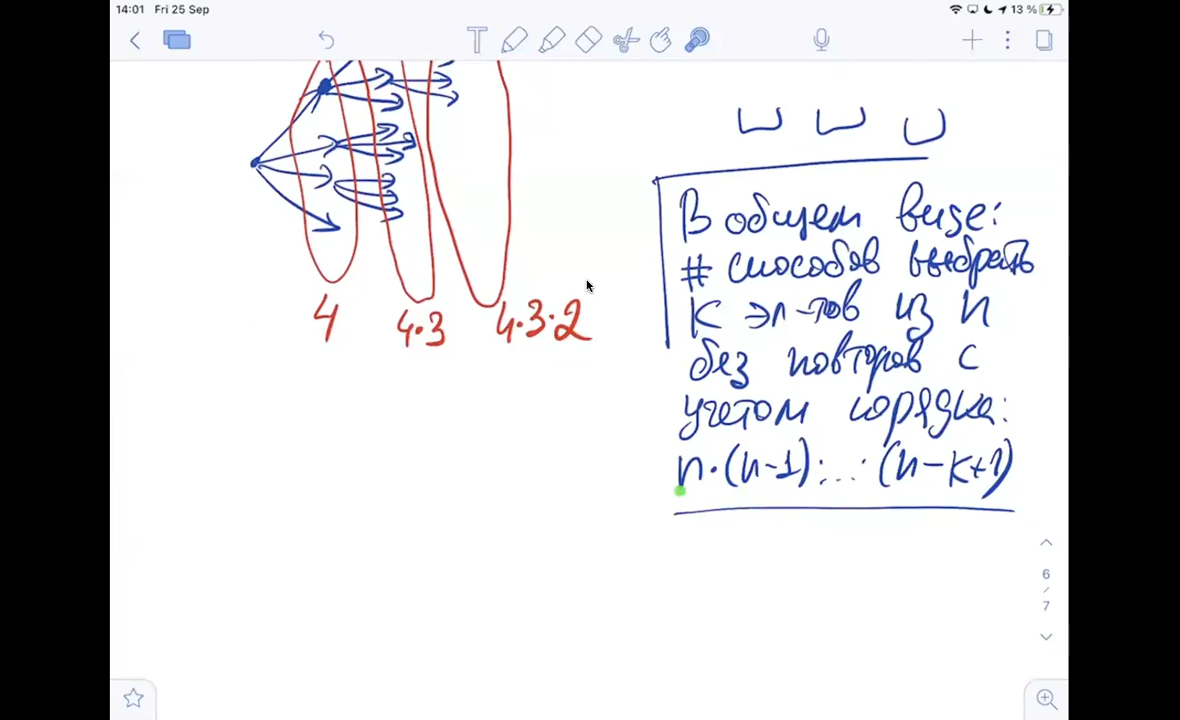 14:01 Fri 25 Sep
13 %
В общем виде:
# способов выбрать
k эл-тов из n
без повторов с
учетом порядка:
n·(n-1)·...·(n-k+1)
4
4·3
4·3·2
6
/
7